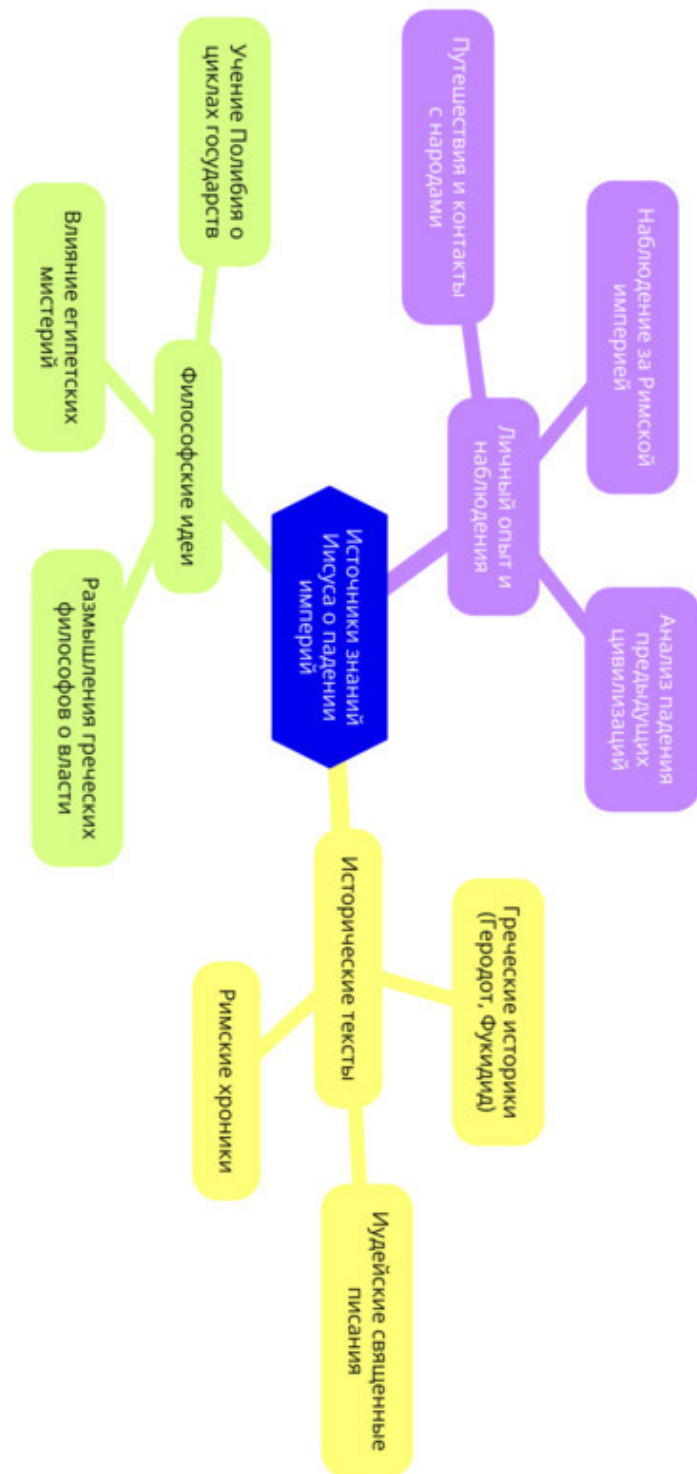 Источники знаний
Иисуса о падении
империй
Личный опыт и
наблюдения
Путешествия и контакты
с народами
Наблюдение за Римской
империей
Анализ падения
предыдущих
цивилизаций
Философские идеи
Учение Полибия о
циклах государств
Влияние египетских
мистерий
Размышления греческих
философов о власти
Исторические тексты
Греческие историки
(Геродот, Фукидид)
Римские хроники
Иудейские священные
писания